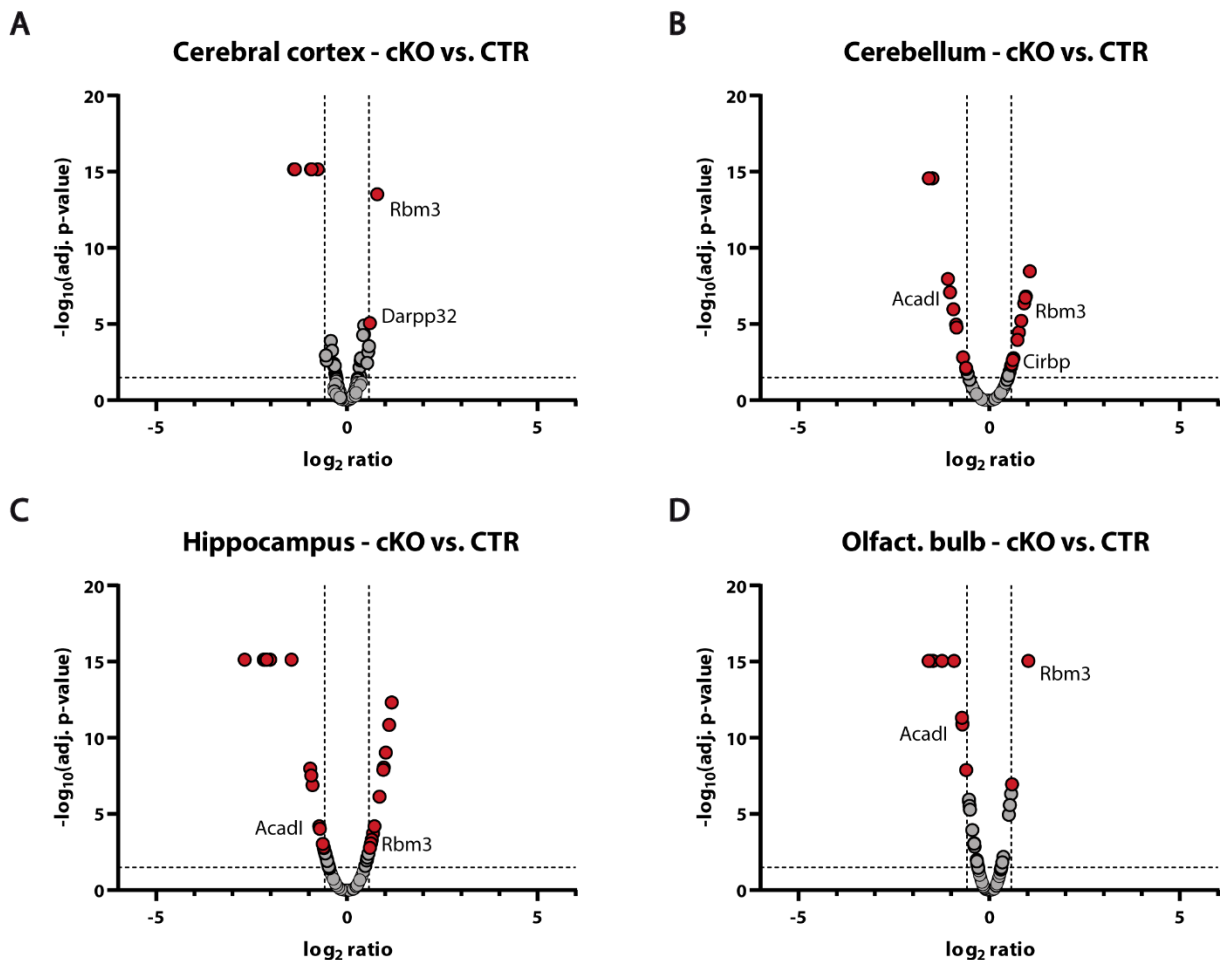 A
Cerebral cortex - cKO vs. CTR
20
15
10
5
0
-log10(adj. p-value)
Rbm3
Darpp32
-5
0
5
log2 ratio
B
Cerebellum - cKO vs. CTR
20
15
10
5
0
-log10(adj. p-value)
Acadl
Rbm3
Cirbp
-5
0
5
log2 ratio
C
Hippocampus - cKO vs. CTR
20
15
10
5
0
-log10(adj. p-value)
Acadl
Rbm3
-5
0
5
log2 ratio
D
Olfact. bulb - cKO vs. CTR
20
15
10
5
0
-log10(adj. p-value)
Rbm3
Acadl
-5
0
5
log2 ratio